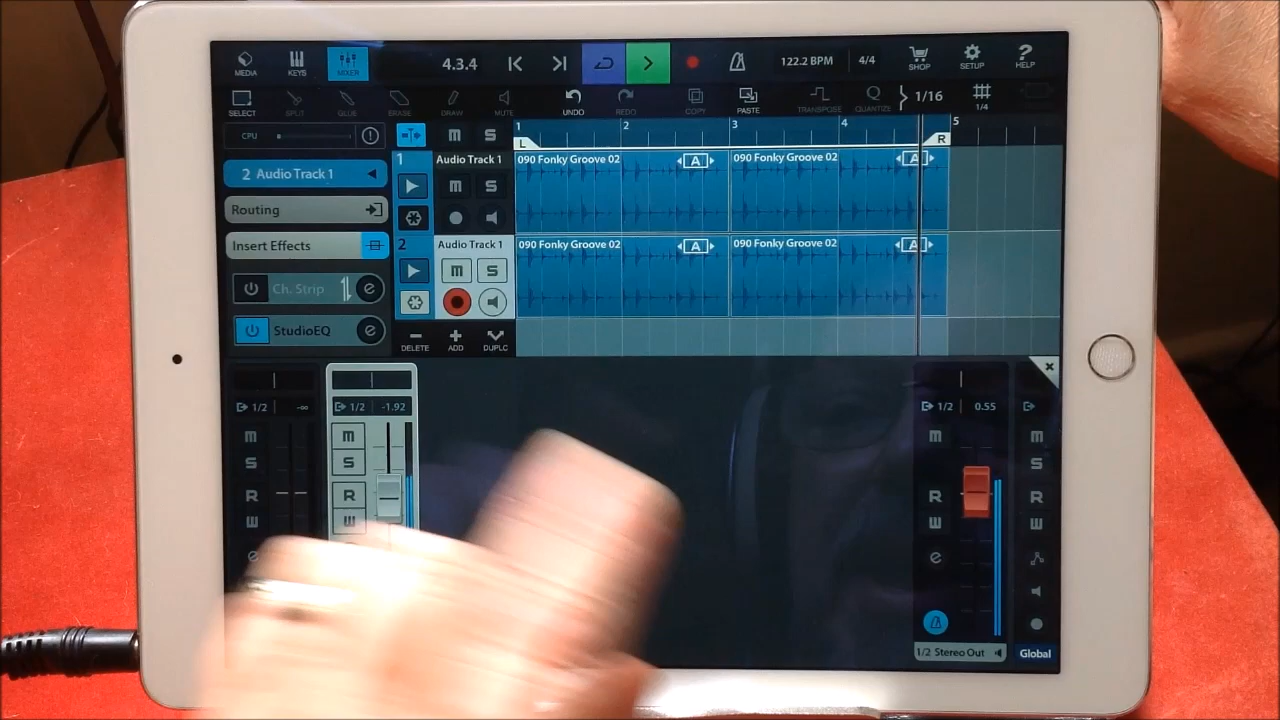 MEDIA KEYS MIXER 4.3.4 122.2 BPM 4/4 SHOP SETUP HELP
SELECT SPLIT GLUE ERASE DRAW MUTE UNDO REDO COPY PASTE TRANSPOSE QUANTIZE 1/16 1/4
CPU M S 1 2 3 4 5
L R
2 Audio Track 1 1 Audio Track 1 090 Fonky Groove 02 A 090 Fonky Groove 02 A
M S
Routing
Insert Effects 2 Audio Track 1 090 Fonky Groove 02 A 090 Fonky Groove 02 A
M S
Ch. Strip e
StudioEQ e
DELETE ADD DUPLC
1/2 -∞ 1/2 -1.92 1/2 0.55
M M M M
S S S
R R R R
W W W W
e e
1/2 Stereo Out Global